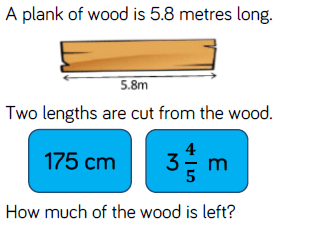 A plank of wood is 5.8 metres long.
5.8m
Two lengths are cut from the wood.
175 cm
3 4/5 m
How much of the wood is left?